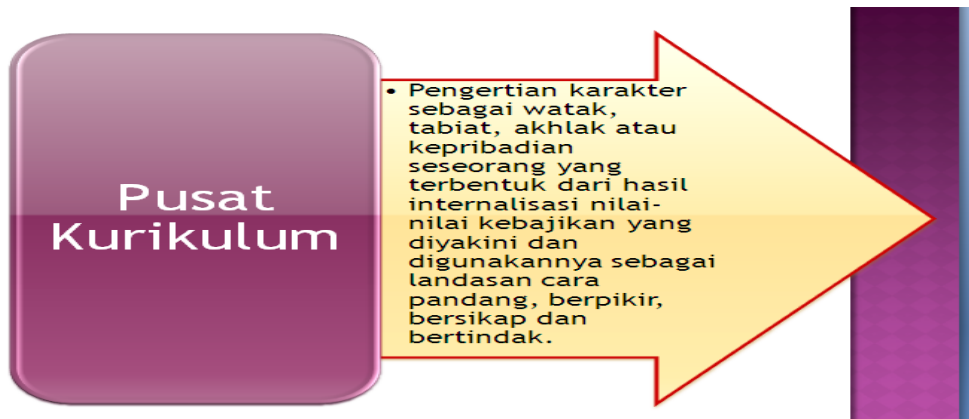 Pusat
Kurikulum
• Pengertian karakter
sebagai watak,
tabiat, akhlak atau
kepribadian
seseorang yang
terbentuk dari hasil
internalisasi nilai-
nilai kebajikan yang
diyakini dan
digunakannya sebagai
landasan cara
pandang, berpikir,
bersikap dan
bertindak.